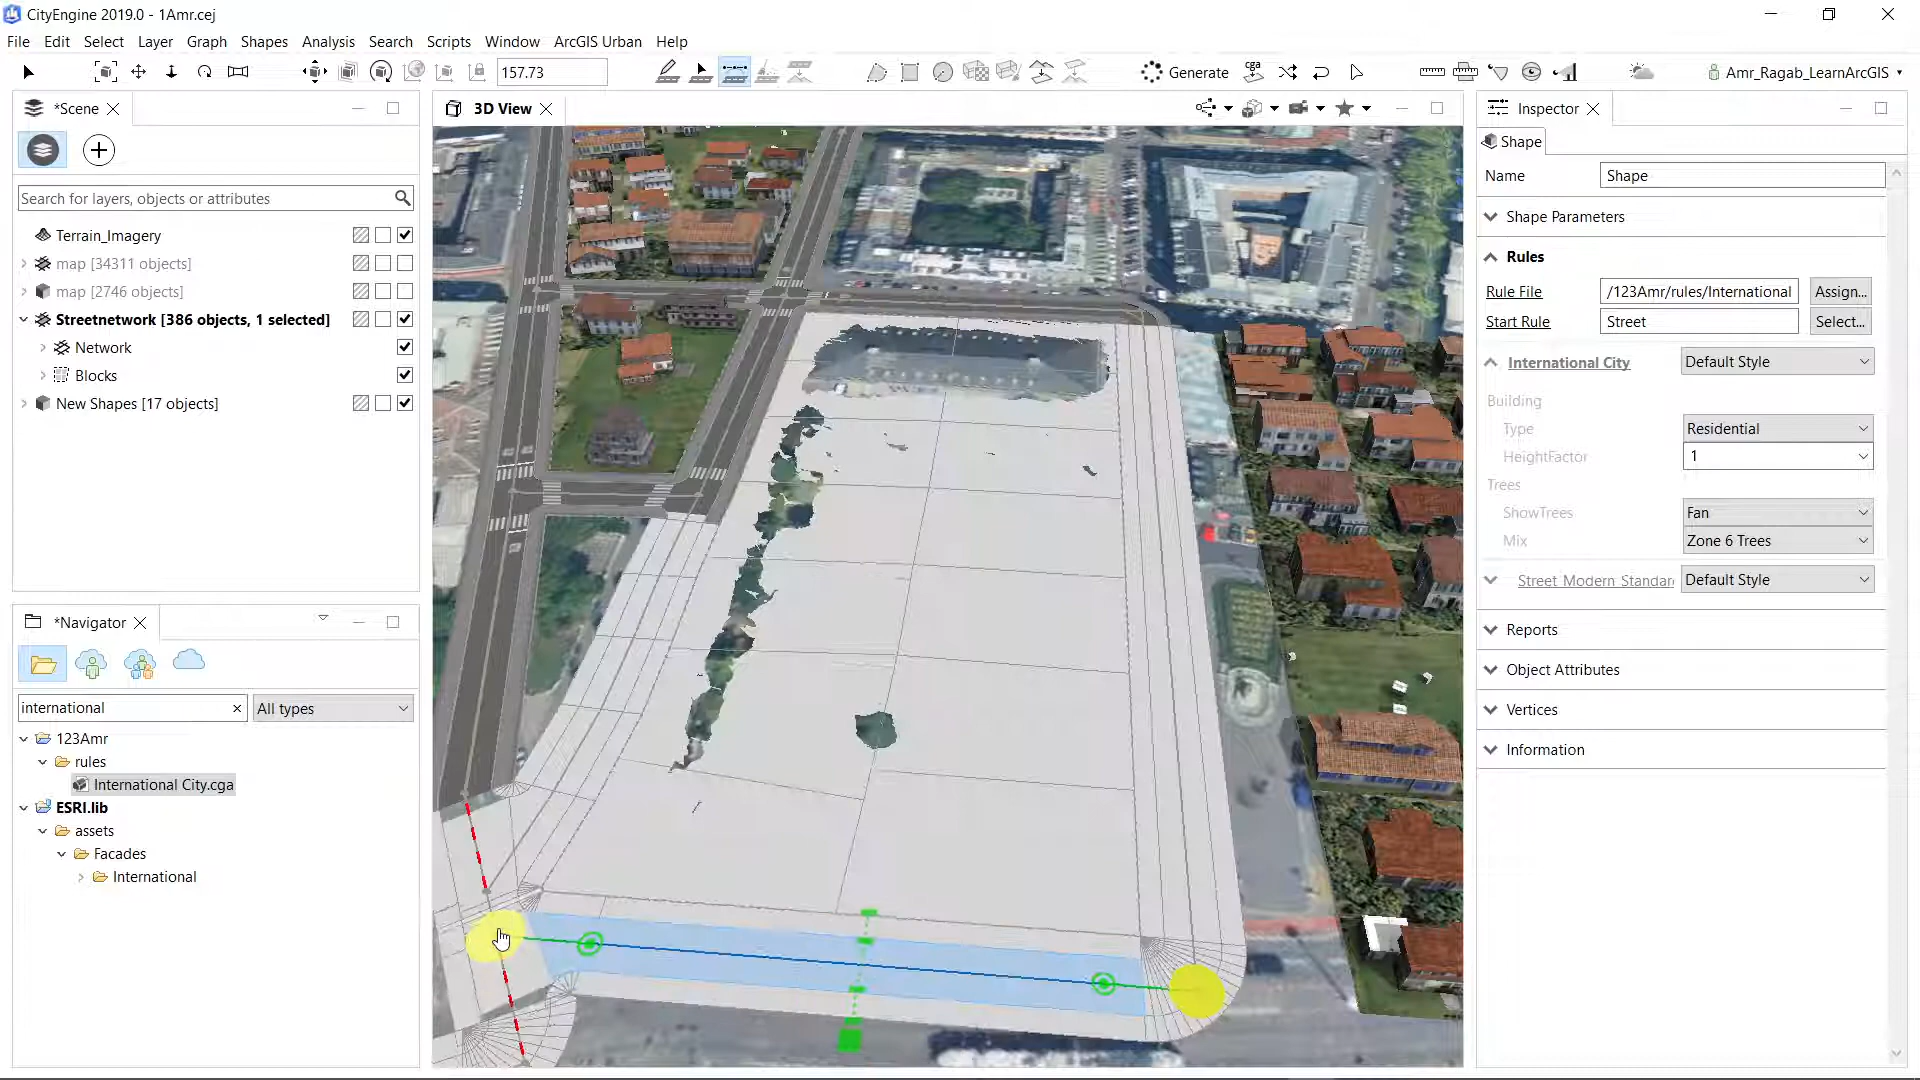 CityEngine 2019.0 - 1Amr.cej
File Edit Select Layer Graph Shapes Analysis Search Scripts Window ArcGIS Urban Help
157.73
Generate
cga
Amr_Ragab_LearnArcGIS
*Scene
3D View
Inspector
Shape
Search for layers, objects or attributes
Name Shape
Terrain_Imagery
Shape Parameters
map [34311 objects]
Rules
map [2746 objects]
Rule File /123Amr/rules/International Assign...
Streetnetwork [386 objects, 1 selected]
Start Rule Street Select...
Network
International City Default Style
Blocks
Building
New Shapes [17 objects]
Type Residential
HeightFactor 1
Trees
ShowTrees Fan
Mix Zone 6 Trees
Street Modern Standar Default Style
*Navigator
Reports
Object Attributes
international All types
Vertices
123Amr
Information
rules
International City.cga
ESRI.lib
assets
Facades
International